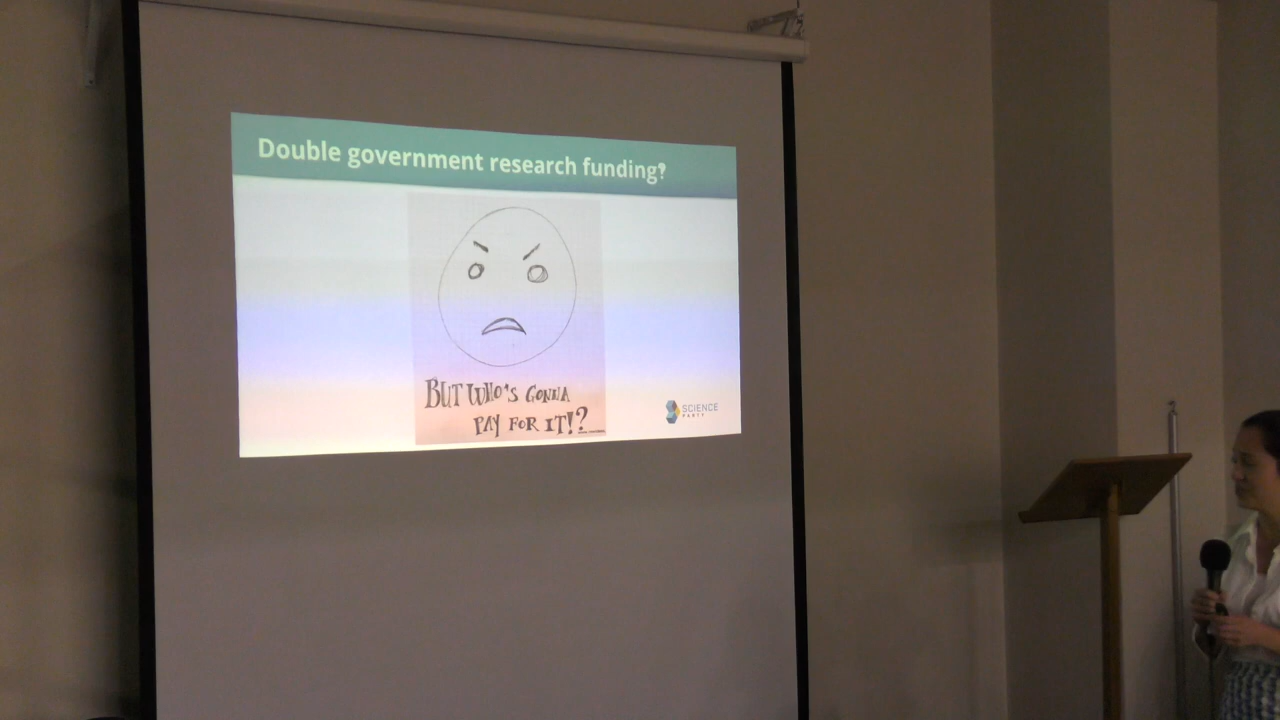 Double government research funding‽
BUT WHO'S GONNA
PAY FOR IT!?
SCIENCE
PARTY